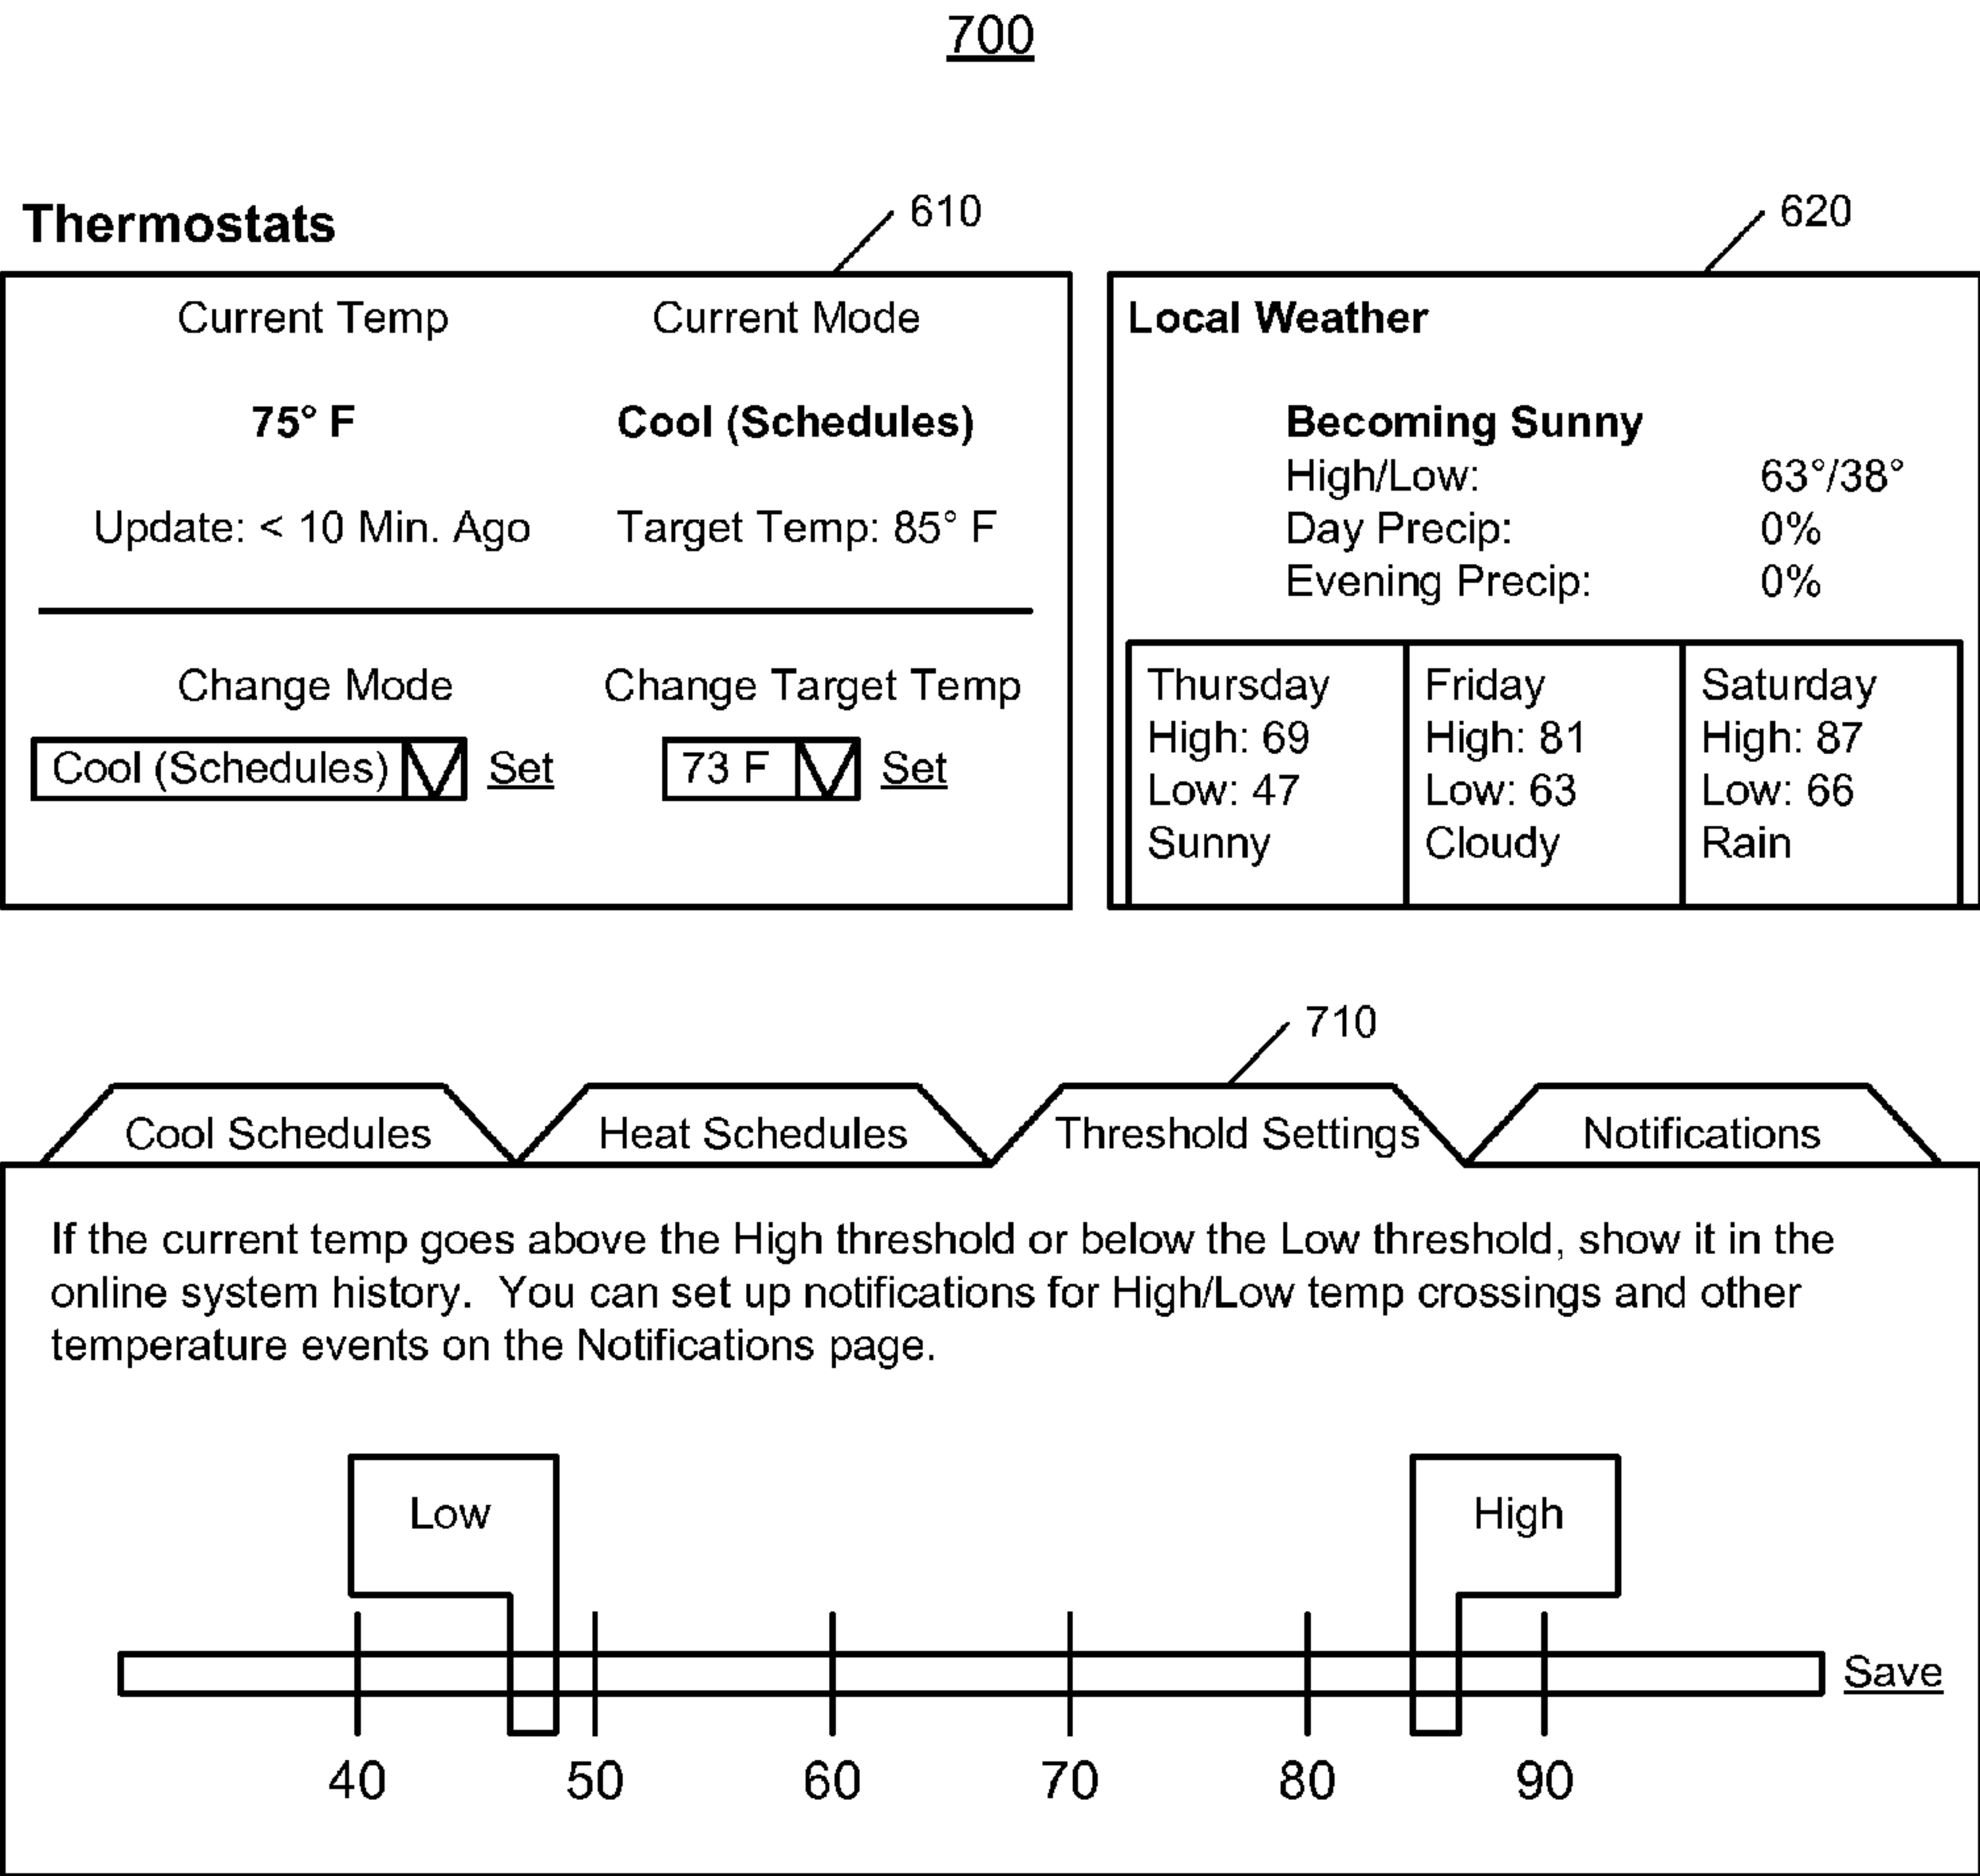 700
Thermostats
610
620
Current Temp
Current Mode
75° F
Cool (Schedules)
Update: < 10 Min. Ago
Target Temp: 85° F
Change Mode
Change Target Temp
Cool (Schedules)
Set
73 F
Set
Local Weather
Becoming Sunny
High/Low: 63°/38°
Day Precip: 0%
Evening Precip: 0%
Thursday
High: 69
Low: 47
Sunny
Friday
High: 81
Low: 63
Cloudy
Saturday
High: 87
Low: 66
Rain
710
Cool Schedules
Heat Schedules
Threshold Settings
Notifications
If the current temp goes above the High threshold or below the Low threshold, show it in the
online system history.  You can set up notifications for High/Low temp crossings and other
temperature events on the Notifications page.
Low
High
Save
40 50 60 70 80 90